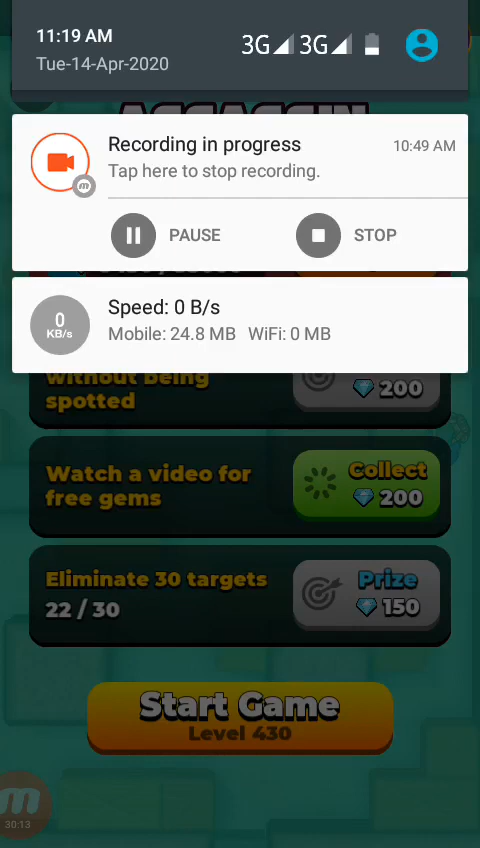 11:19 AM
3G 3G
Tue-14-Apr-2020
ASSASSIN
Recording in progress
10:49 AM
Tap here to stop recording.
PAUSE
STOP
0
KB/s
Speed: 0 B/s
Mobile: 24.8 MB WiFi: 0 MB
without being
spotted
200
Watch a video for
free gems
Collect
200
Eliminate 30 targets
22 / 30
Prize
150
Start Game
Level 430
30:13